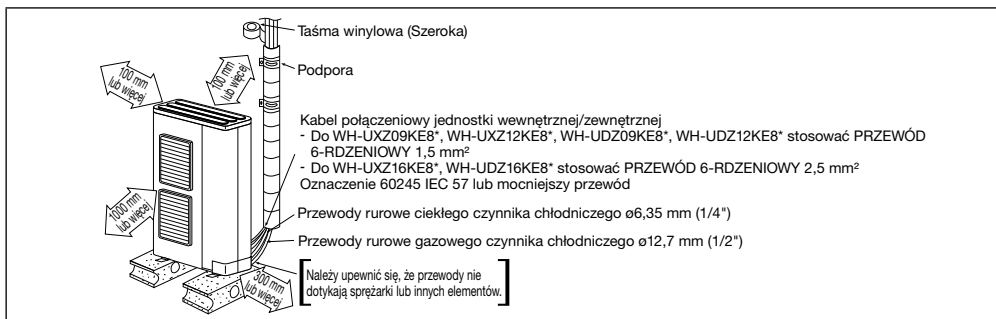 Taśma winylowa (Szeroka)
Podpora
100 mm
lub więcej
100 mm
lub więcej
Kabel połączeniowy jednostki wewnętrznej/zewnętrznej
- Do WH-UXZ09KE8*, WH-UXZ12KE8*, WH-UDZ09KE8*, WH-UDZ12KE8* stosować PRZEWÓD
6-RDZENIOWY 1,5 mm²
- Do WH-UXZ16KE8*, WH-UDZ16KE8* stosować PRZEWÓD 6-RDZENIOWY 2,5 mm²
Oznaczenie 60245 IEC 57 lub mocniejszy przewód
1000 mm
lub więcej
Przewody rurowe ciekłego czynnika chłodniczego ø6,35 mm (1/4")
Przewody rurowe gazowego czynnika chłodniczego ø12,7 mm (1/2")
300 mm
lub więcej
Należy upewnić się, że przewody nie
dotykają sprężarki lub innych elementów.